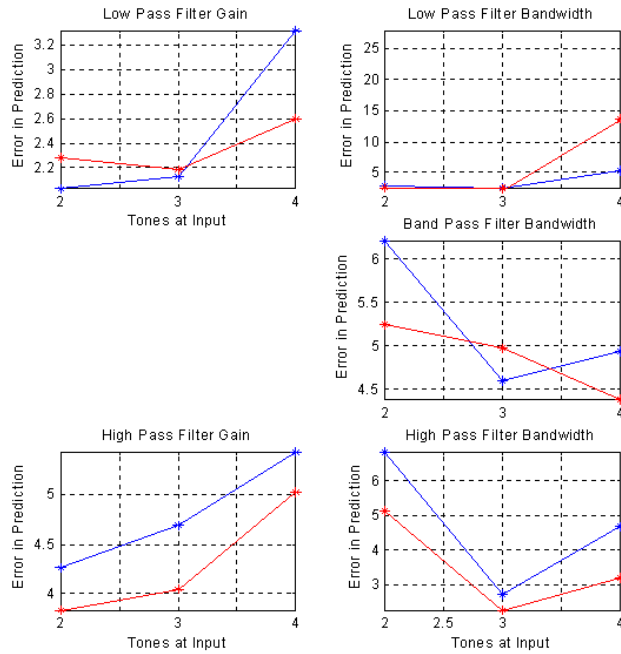 Low Pass Filter Gain
Error in Prediction
3.2
3
2.8
2.6
2.4
2.2
2 3 4
Tones at Input
Low Pass Filter Bandwidth
Error in Prediction
25
20
15
10
5
2 3 4
Band Pass Filter Bandwidth
Error in Prediction
6
5.5
5
4.5
2 3 4
High Pass Filter Gain
Error in Prediction
5
4.5
4
2 3 4
Tones at Input
High Pass Filter Bandwidth
Error in Prediction
6
5
4
3
2 2.5 3 3.5 4
Tones at Input